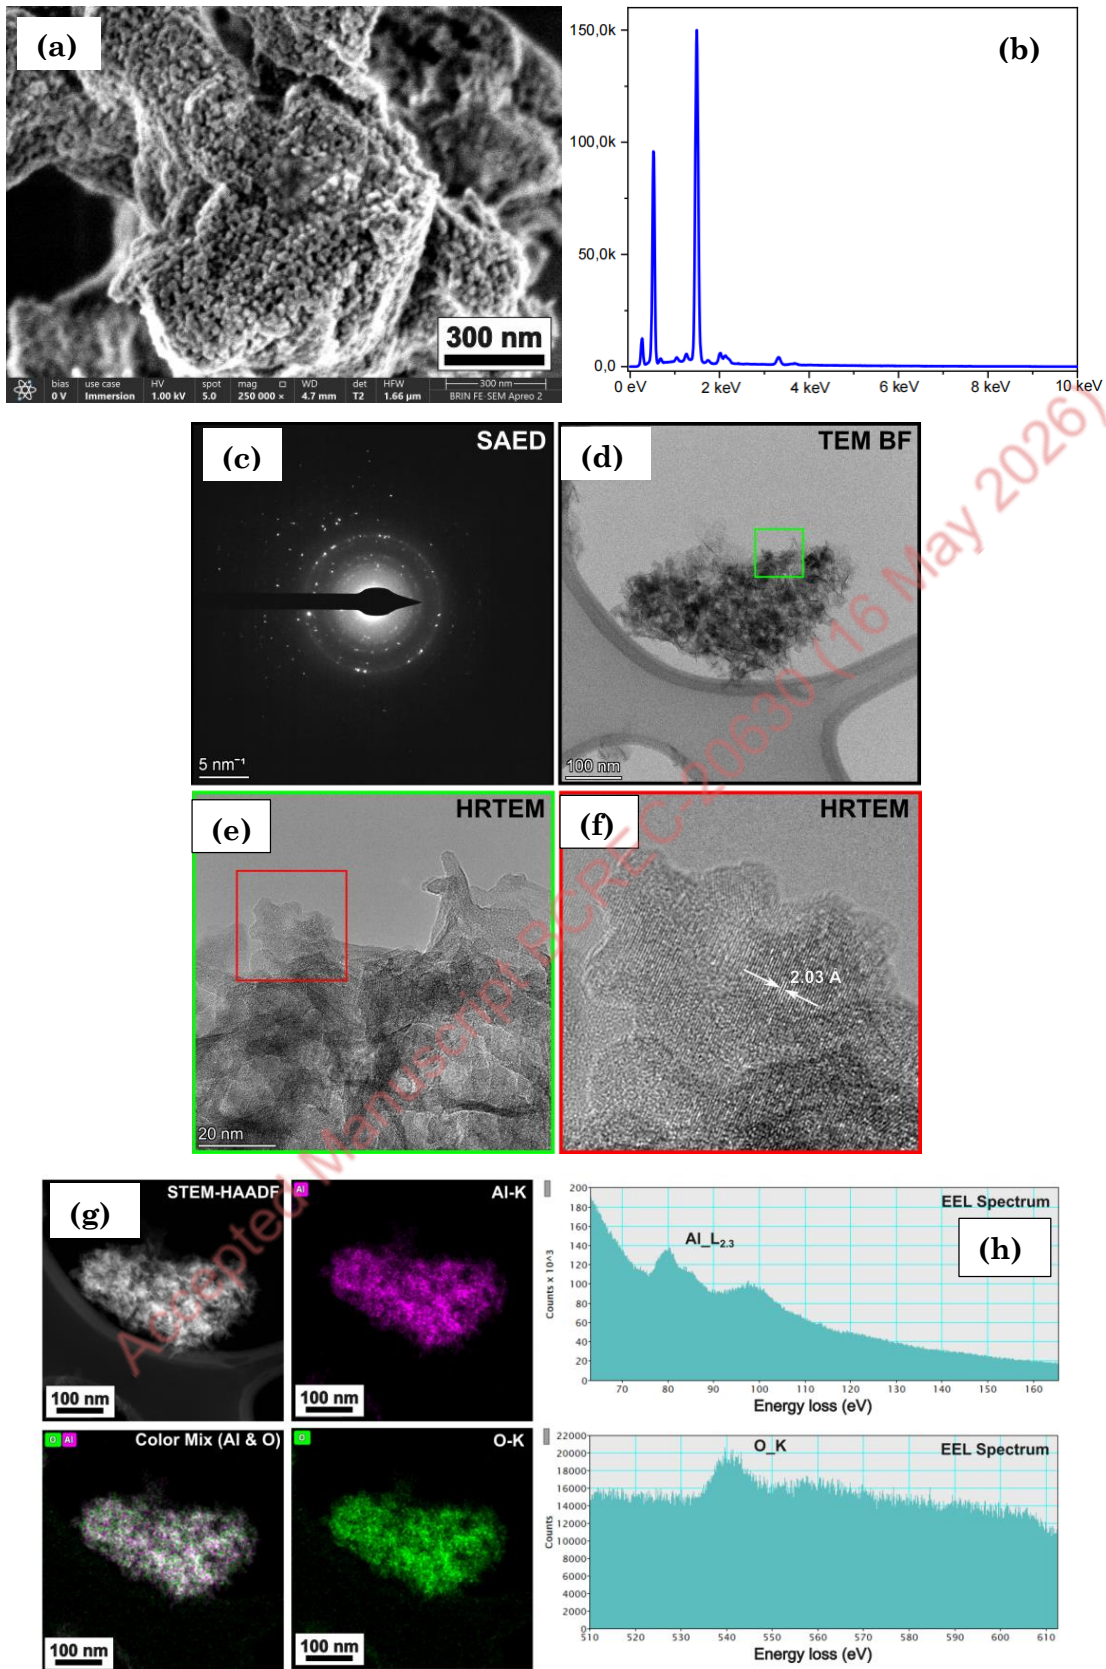 (a)
300 nm
bias use case HV spot mag □ WD det HFW
0 V Immersion 1.00 kV 5.0 250 000 × 4.7 mm T2 1.66 µm
300 nm
BRIN FE-SEM Apreo 2
(b)
150,0k
100,0k
50,0k
0,0
0 eV 2 keV 4 keV 6 keV 8 keV 10 keV
(c)
SAED
5 nm⁻¹
(d)
TEM BF
100 nm
(e)
HRTEM
20 nm
(f)
HRTEM
2.03 A
(g)
STEM-HAADF
100 nm
Al
Al-K
100 nm
O Al
Color Mix (Al & O)
100 nm
O
O-K
100 nm
(h)
EEL Spectrum
Al_L2.3
Counts x 10^3
200
180
160
140
120
100
80
60
40
20
0
70 80 90 100 110 120 130 140 150 160
Energy loss (eV)
EEL Spectrum
O_K
Counts
22000
20000
18000
16000
14000
12000
10000
8000
6000
4000
2000
0
510 520 530 540 550 560 570 580 590 600 610
Energy loss (eV)
Accepted Manuscript BCREC-20630 (16 May 2026)